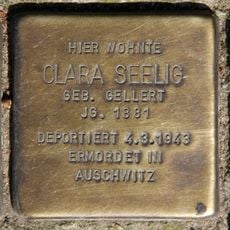 HIER WOHNTE
CLARA SEELIG
GEB. GELLERT
JG. 1881
DEPORTIERT 4.3.1943
ERMORDET IN
AUSCHWITZ